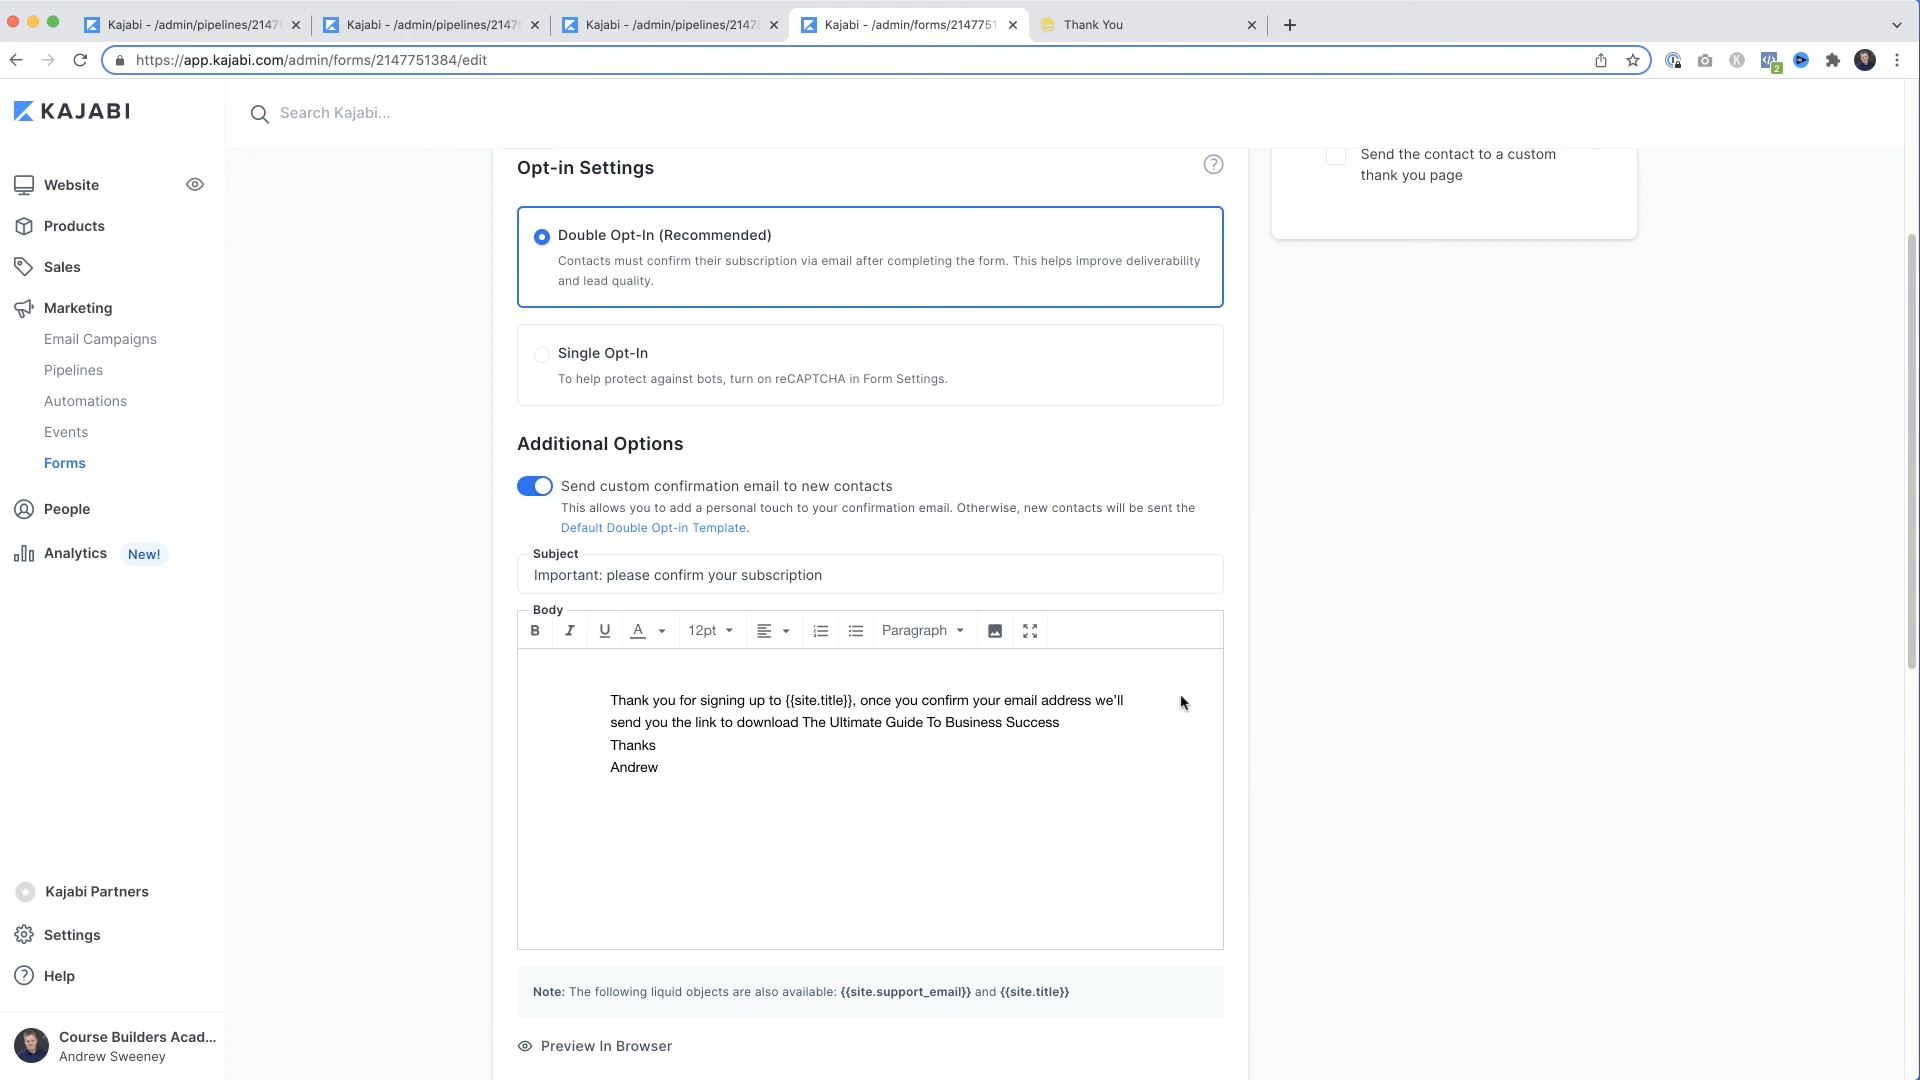 Kajabi - /admin/pipelines/2147
Kajabi - /admin/pipelines/2147
Kajabi - /admin/pipelines/2147
Kajabi - /admin/forms/2147751
Thank You
https://app.kajabi.com/admin/forms/2147751384/edit
2
KAJABI
Search Kajabi...
Website
Products
Sales
Marketing
Email Campaigns
Pipelines
Automations
Events
Forms
People
Analytics New!
Kajabi Partners
Settings
Help
Course Builders Acad...
Andrew Sweeney
Opt-in Settings
Double Opt-In (Recommended)
Contacts must confirm their subscription via email after completing the form. This helps improve deliverability
and lead quality.
Single Opt-In
To help protect against bots, turn on reCAPTCHA in Form Settings.
Additional Options
Send custom confirmation email to new contacts
This allows you to add a personal touch to your confirmation email. Otherwise, new contacts will be sent the
Default Double Opt-in Template.
Subject
Important: please confirm your subscription
Body
B I U A 12pt Paragraph
Thank you for signing up to {{site.title}}, once you confirm your email address we’ll
send you the link to download The Ultimate Guide To Business Success
Thanks
Andrew
Note: The following liquid objects are also available: {{site.support_email}} and {{site.title}}
Preview In Browser
Send the contact to a custom
thank you page